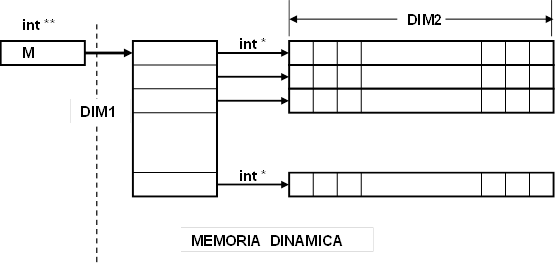 int **
DIM2
int *
M
DIM1
int *
MEMORIA DINAMICA